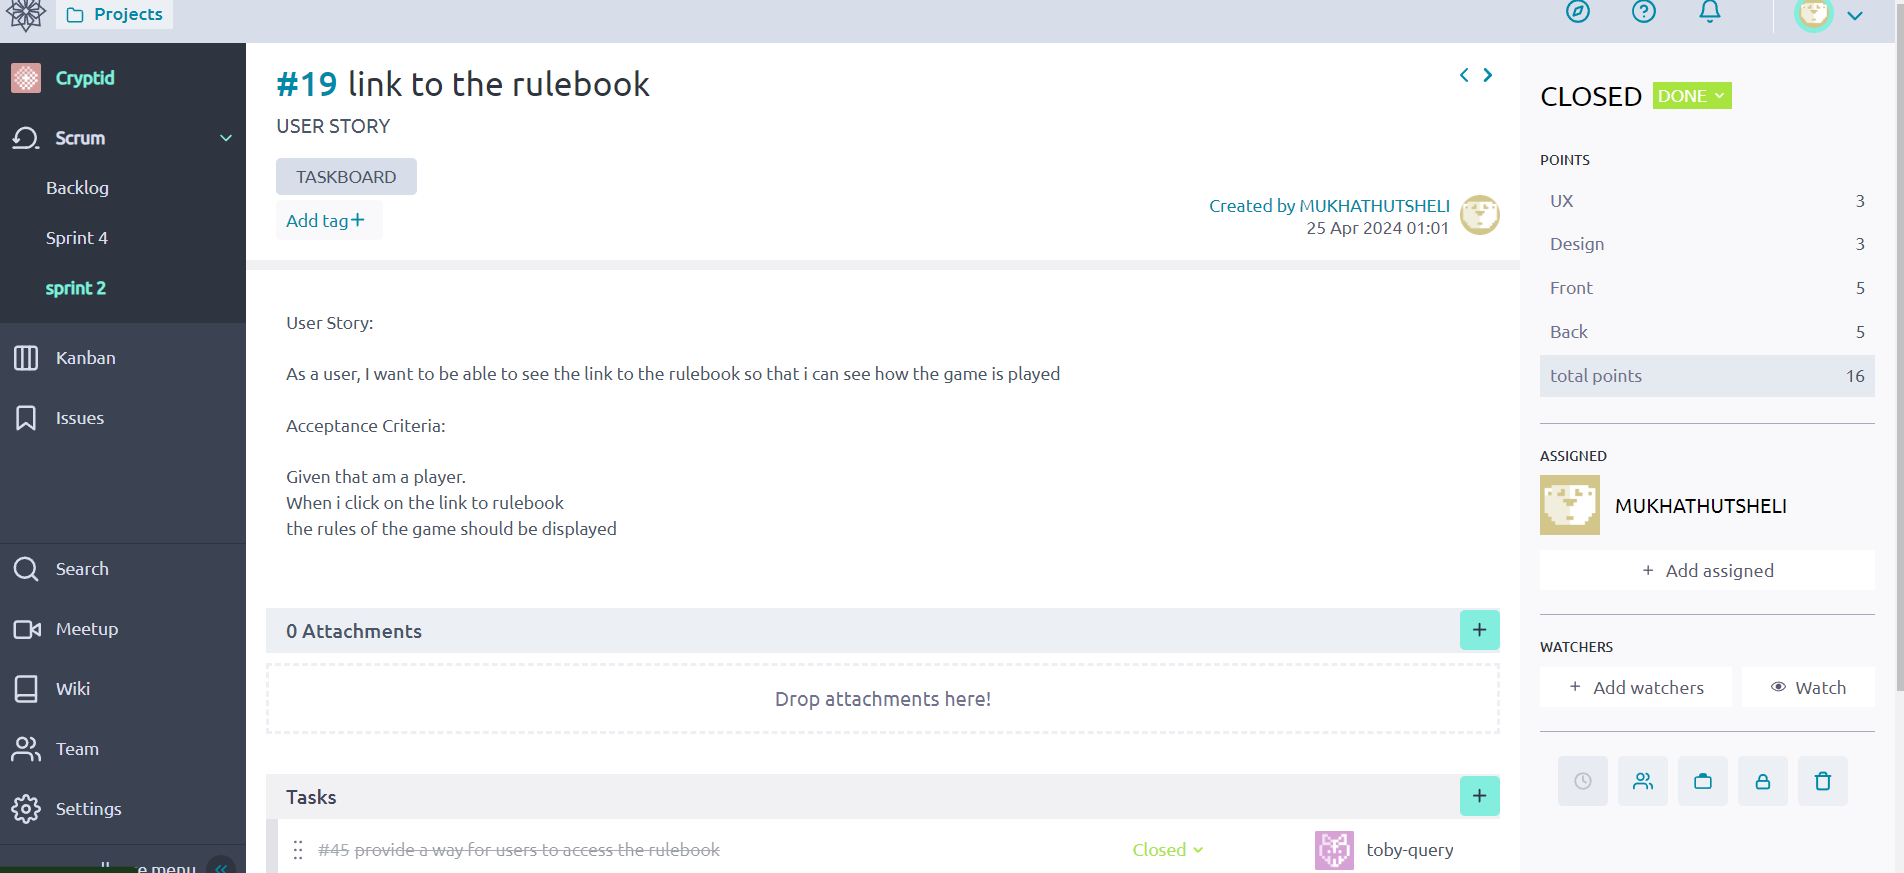 Projects
Cryptid
Scrum
Backlog
Sprint 4
sprint 2
Kanban
Issues
Search
Meetup
Wiki
Team
Settings
menu
#19 link to the rulebook
USER STORY
TASKBOARD
Add tag+
Created by MUKHATHUTSHELI
25 Apr 2024 01:01
User Story:
As a user, I want to be able to see the link to the rulebook so that i can see how the game is played
Acceptance Criteria:
Given that am a player.
When i click on the link to rulebook
the rules of the game should be displayed
0 Attachments
+
Drop attachments here!
Tasks
+
#45 provide a way for users to access the rulebook
Closed
toby-query
CLOSED DONE
POINTS
UX 3
Design 3
Front 5
Back 5
total points 16
ASSIGNED
MUKHATHUTSHELI
+ Add assigned
WATCHERS
+ Add watchers
Watch